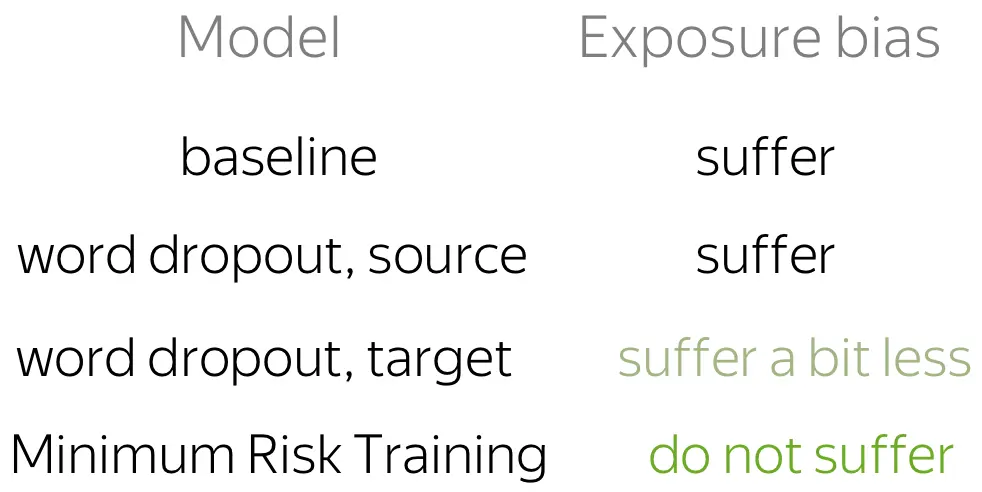 Model Exposure bias
baseline suffer
word dropout, source suffer
word dropout, target suffer a bit less
Minimum Risk Training do not suffer